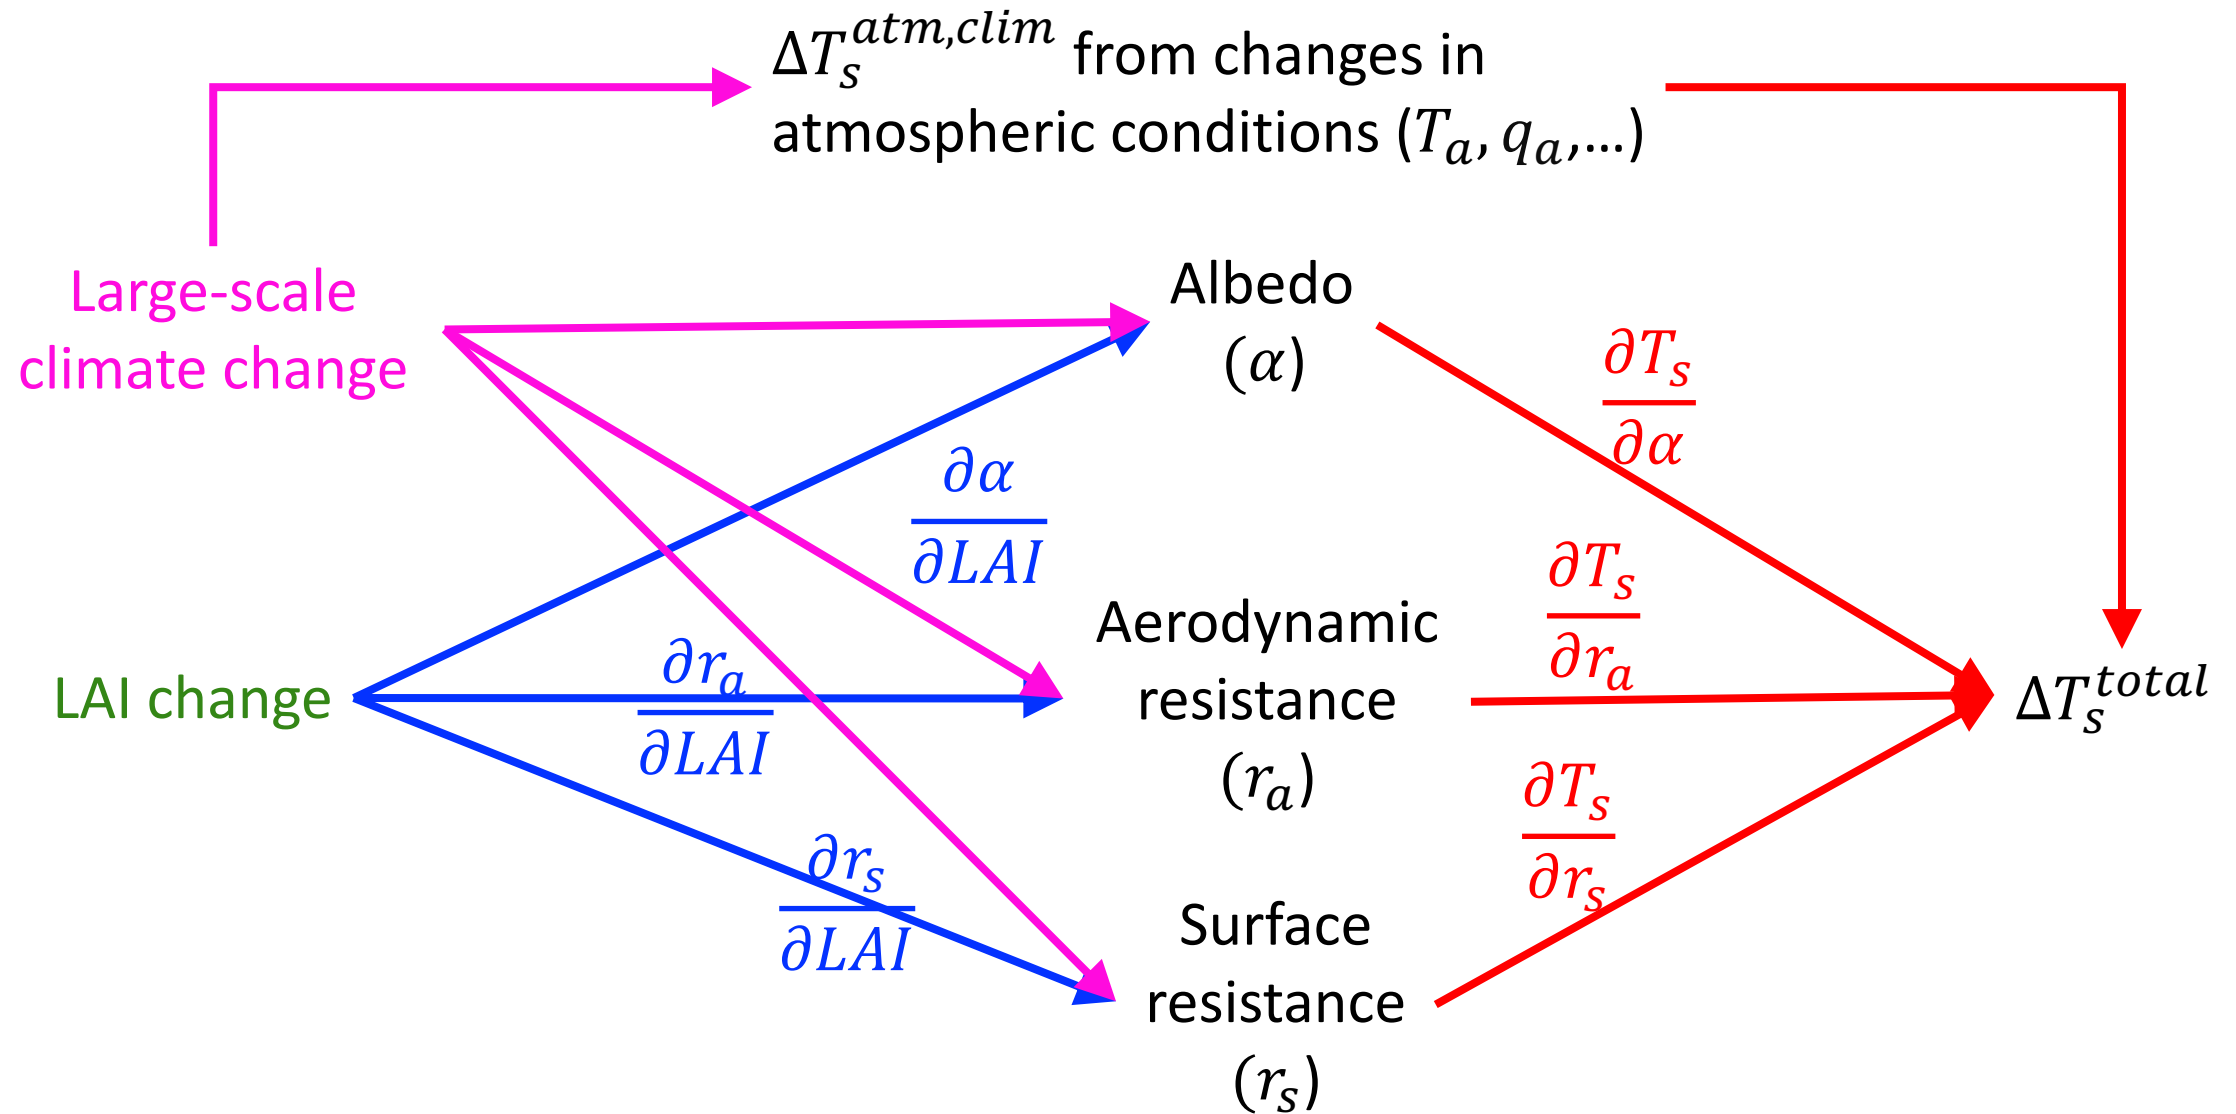 ΔT_s^{atm,clim} from changes in
atmospheric conditions (T_a, q_a,…)
Large-scale
climate change
Albedo
(α)
∂T_s
∂α
∂α
∂LAI
LAI change
∂r_a
∂LAI
Aerodynamic
resistance
(r_a)
∂T_s
∂r_a
ΔT_s^{total}
∂r_s
∂LAI
Surface
resistance
(r_s)
∂T_s
∂r_s